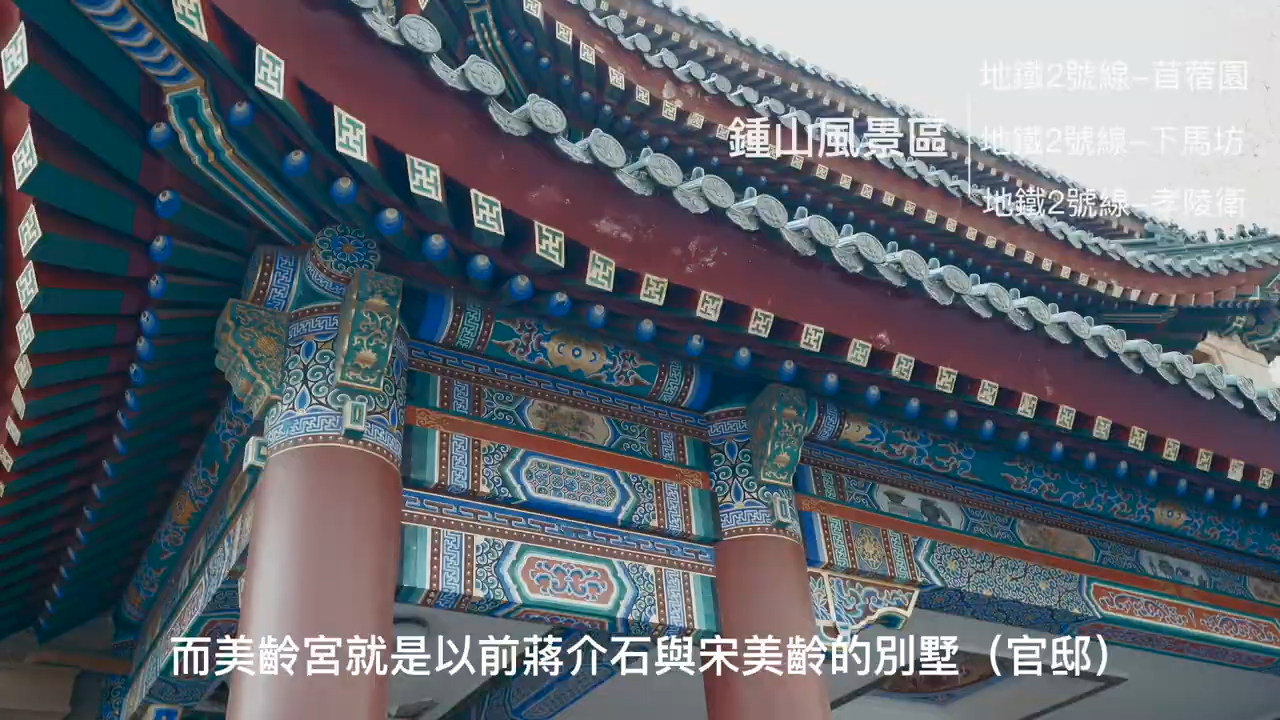 地鐵2號線–苜蓿園
鍾山風景區
地鐵2號線–下馬坊
地鐵2號線–孝陵衛
而美齡宮就是以前蔣介石與宋美齡的別墅（官邸）